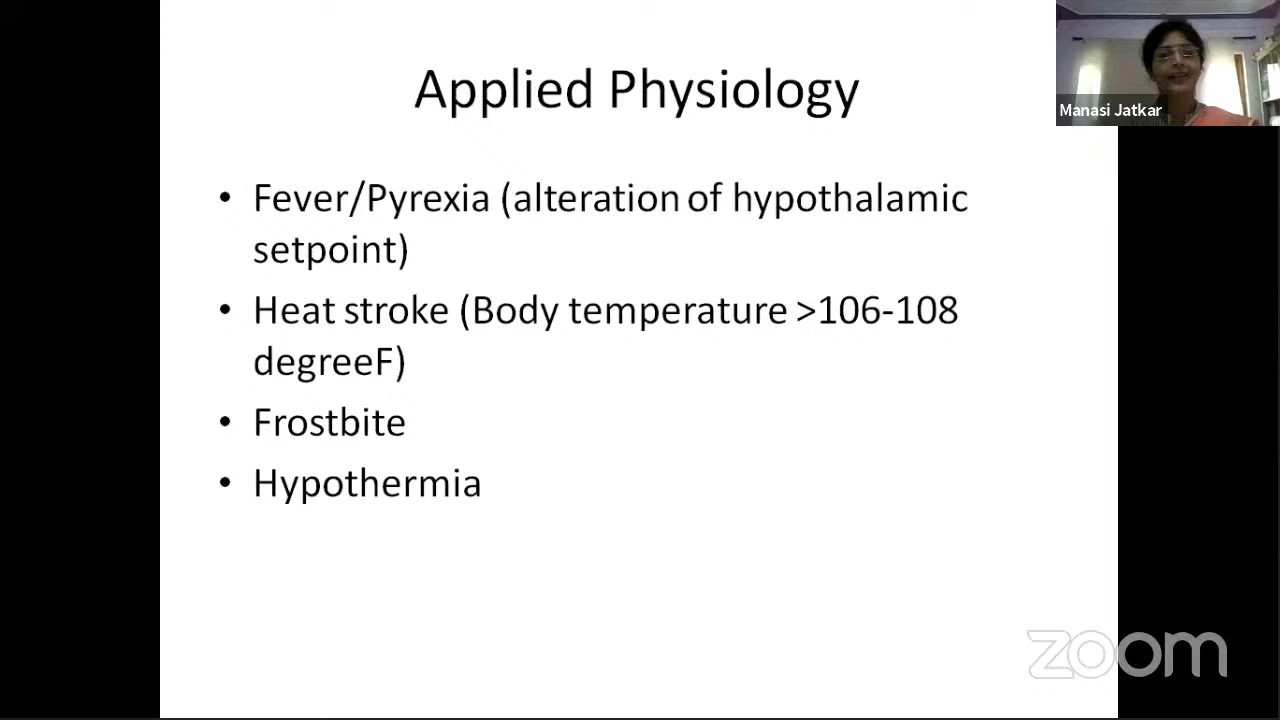 Applied Physiology
Manasi Jatkar
• Fever/Pyrexia (alteration of hypothalamic
setpoint)
• Heat stroke (Body temperature >106-108
degreeF)
• Frostbite
• Hypothermia
zoom